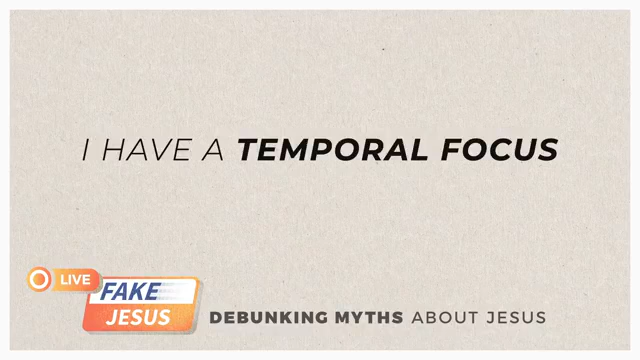 I HAVE A TEMPORAL FOCUS
LIVE
FAKE
JESUS
DEBUNKING MYTHS ABOUT JESUS